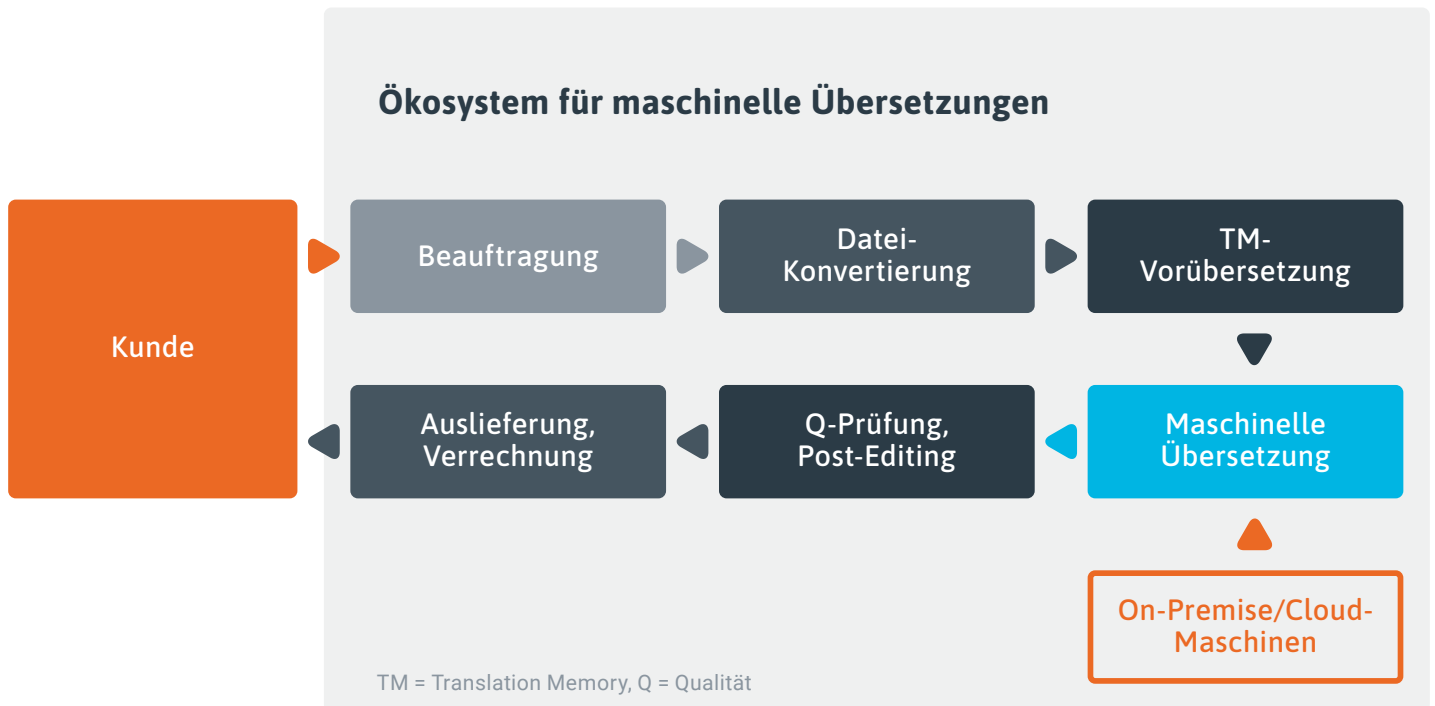 Ökosystem für maschinelle Übersetzungen
Kunde
Beauftragung
Datei-
Konvertierung
TM-
Vorübersetzung
Auslieferung,
Verrechnung
Q-Prüfung,
Post-Editing
Maschinelle
Übersetzung
On-Premise/Cloud-
Maschinen
TM = Translation Memory, Q = Qualität